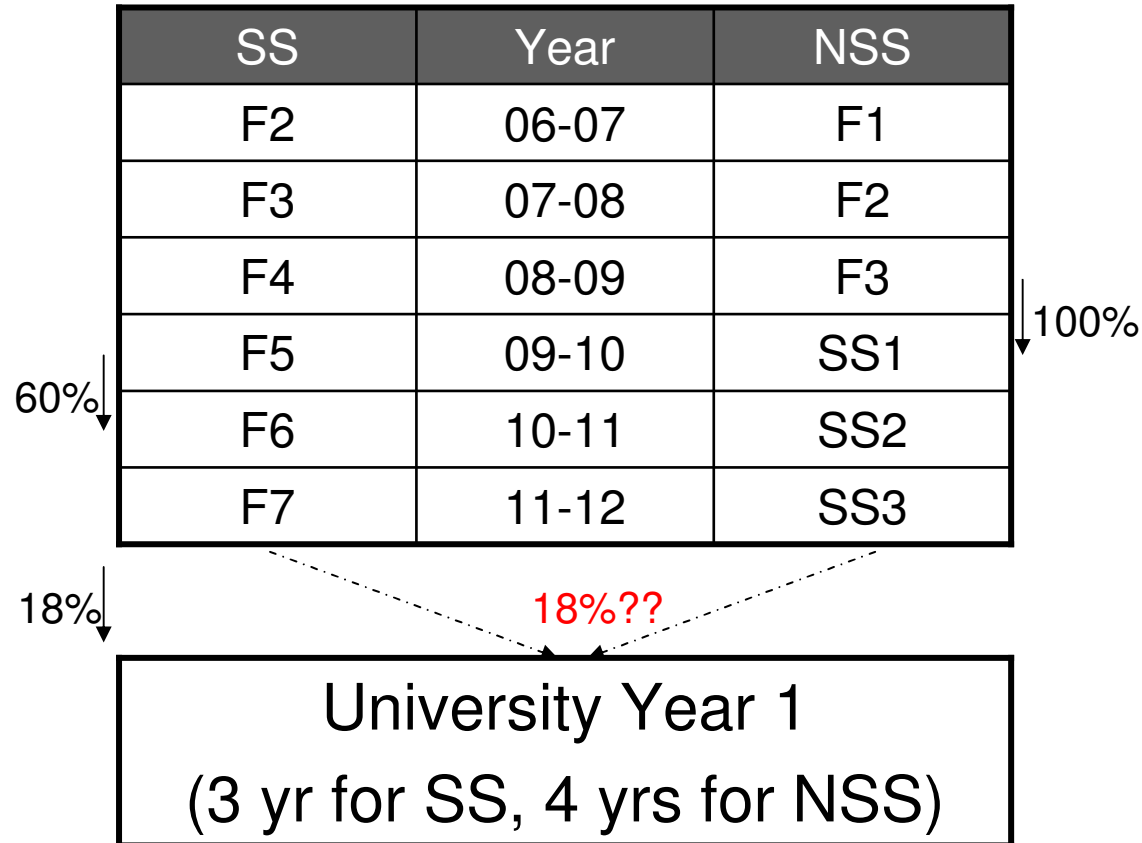 SS Year NSS
F2 06-07 F1
F3 07-08 F2
F4 08-09 F3
100%
F5 09-10 SS1
60%
F6 10-11 SS2
F7 11-12 SS3
18% 18%??
University Year 1
(3 yr for SS, 4 yrs for NSS)